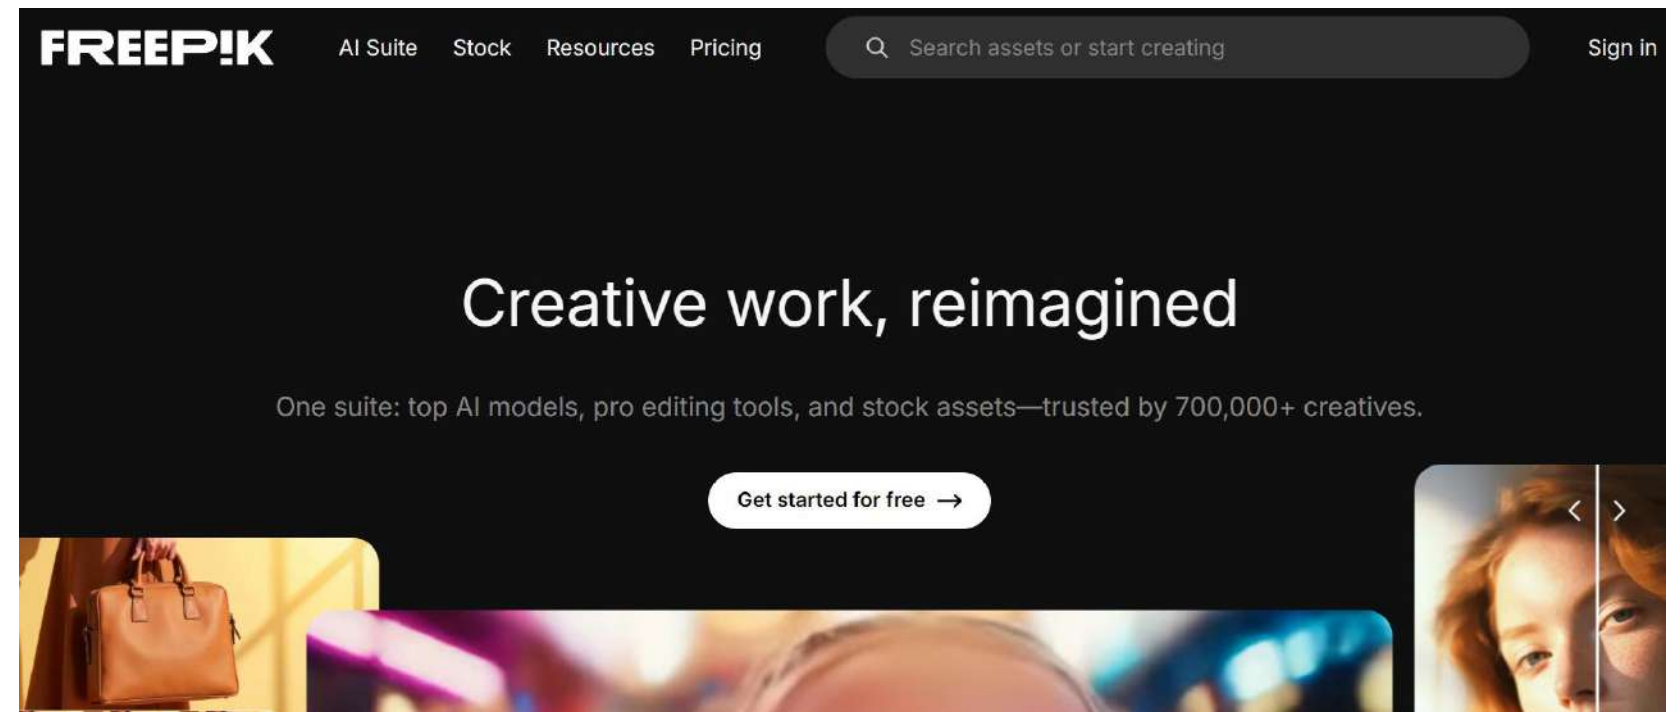 FREEP!K
AI Suite
Stock
Resources
Pricing
Search assets or start creating
Sign in
Creative work, reimagined
One suite: top AI models, pro editing tools, and stock assets—trusted by 700,000+ creatives.
Get started for free →